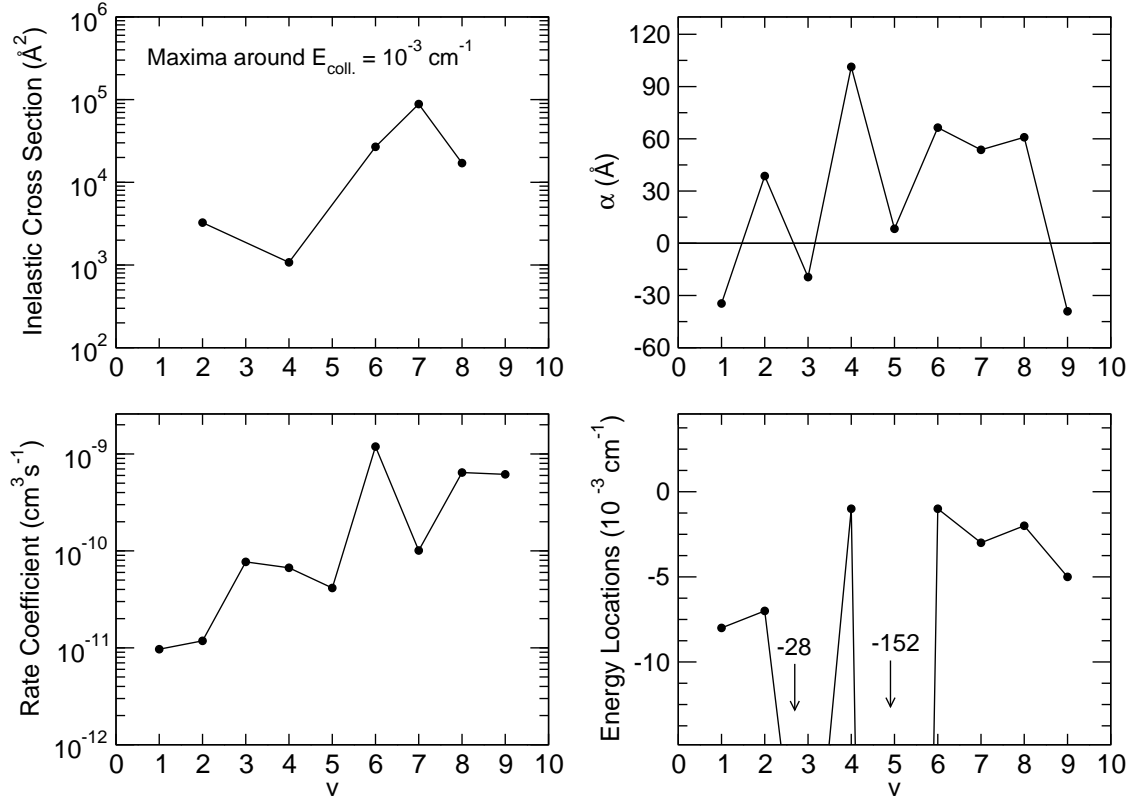 Inelastic Cross Section (Å²)
10⁶
10⁵
10⁴
10³
10²
Maxima around E_coll. = 10⁻³ cm⁻¹
0 1 2 3 4 5 6 7 8 9 10
α (Å)
120
90
60
30
0
-30
-60
0 1 2 3 4 5 6 7 8 9 10
Rate Coefficient (cm³s⁻¹)
10⁻⁹
10⁻¹⁰
10⁻¹¹
10⁻¹²
0 1 2 3 4 5 6 7 8 9 10
v
Energy Locations (10⁻³ cm⁻¹)
0
-5
-10
-28
-152
0 1 2 3 4 5 6 7 8 9 10
v